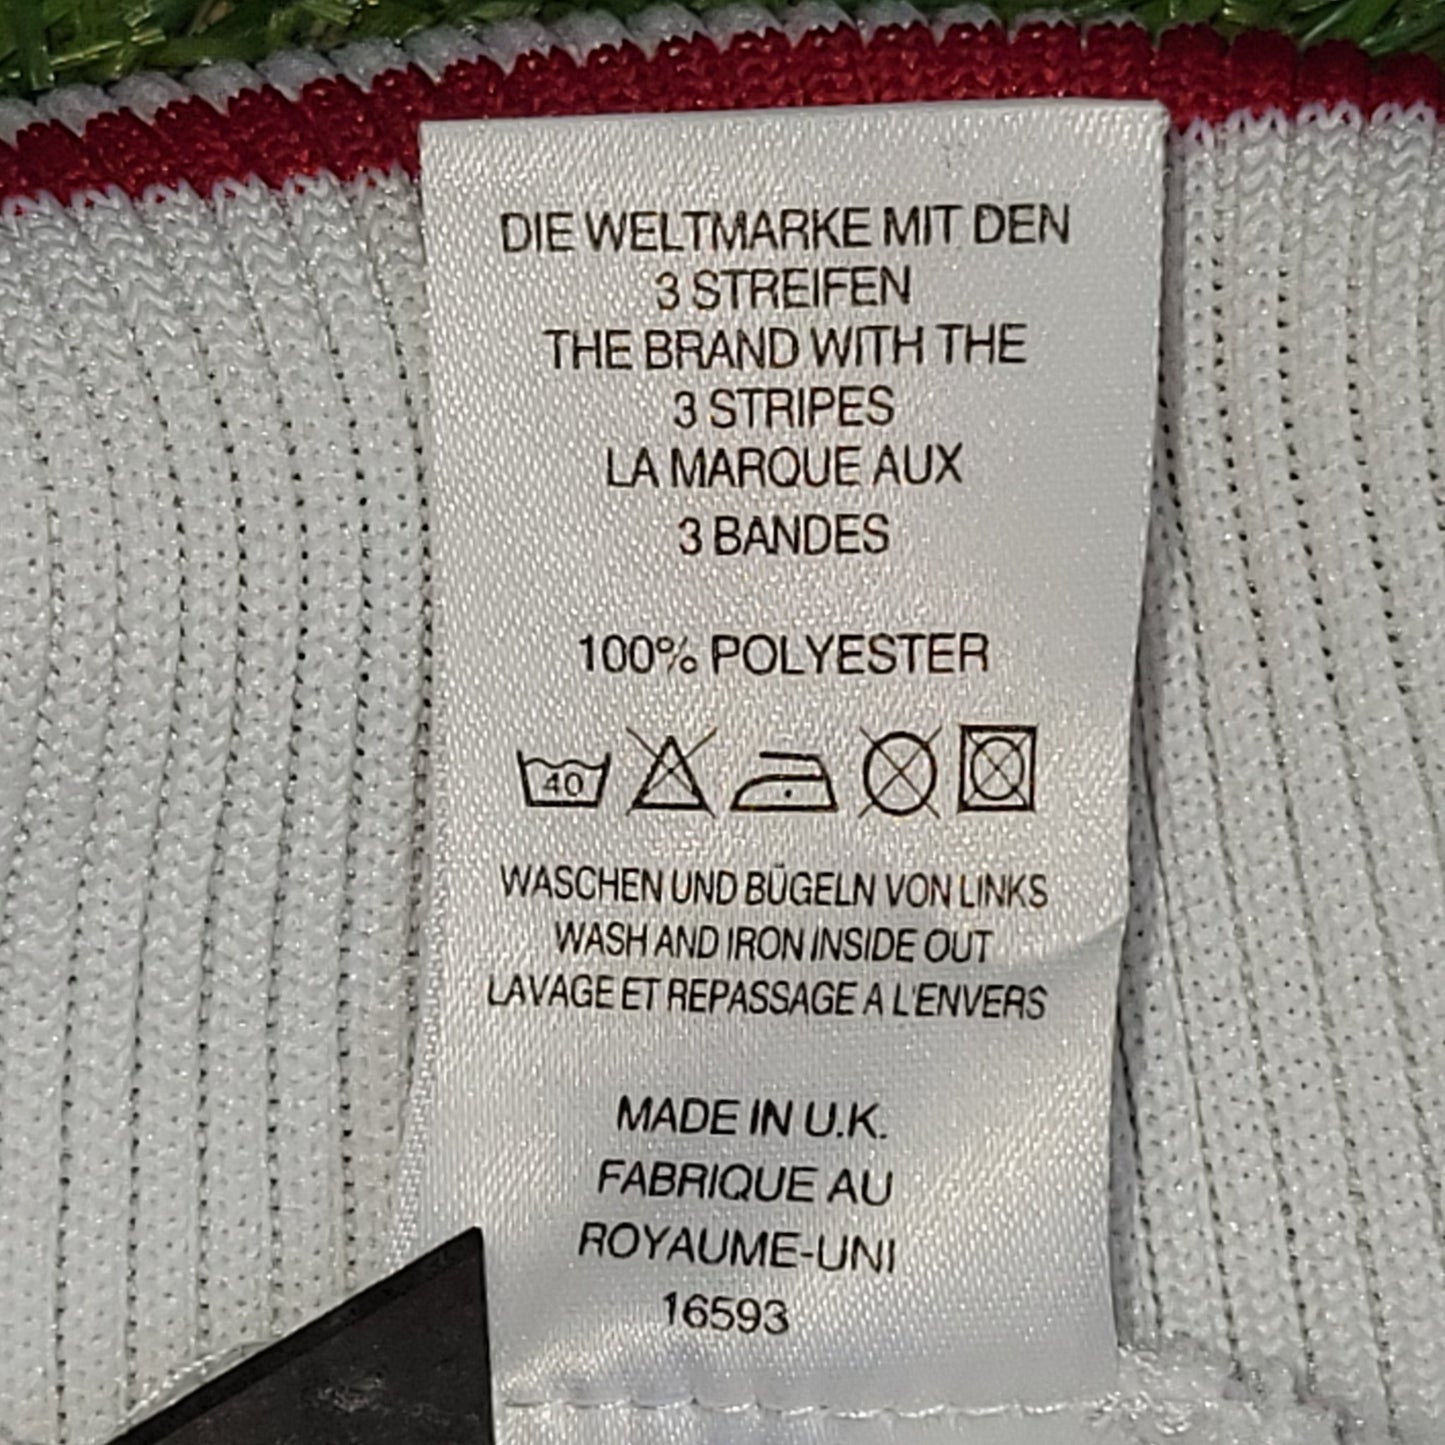 DIE WELTMARKE MIT DEN
3 STREIFEN
THE BRAND WITH THE
3 STRIPES
LA MARQUE AUX
3 BANDES
100% POLYESTER
40
WASCHEN UND BÜGELN VON LINKS
WASH AND IRON INSIDE OUT
LAVAGE ET REPASSAGE A L'ENVERS
MADE IN U.K.
FABRIQUE AU
ROYAUME-UNI
16593